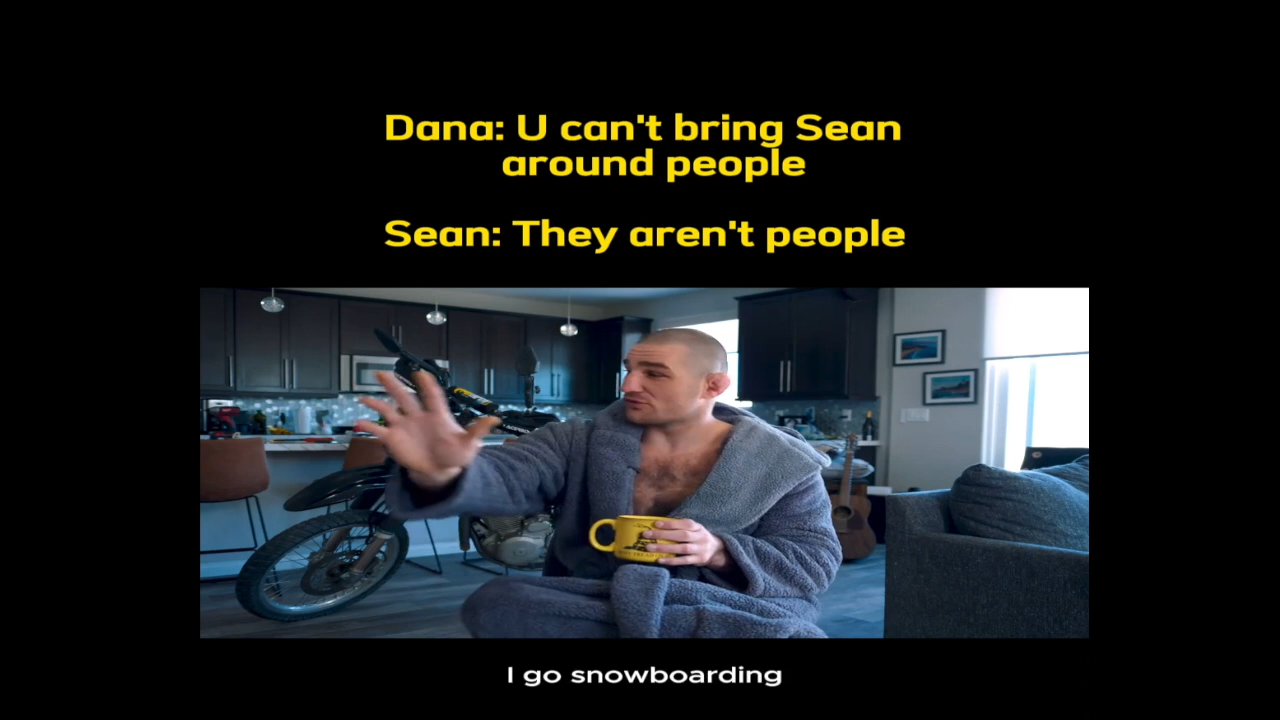 Dana: U can't bring Sean
around people
Sean: They aren't people
I go snowboarding